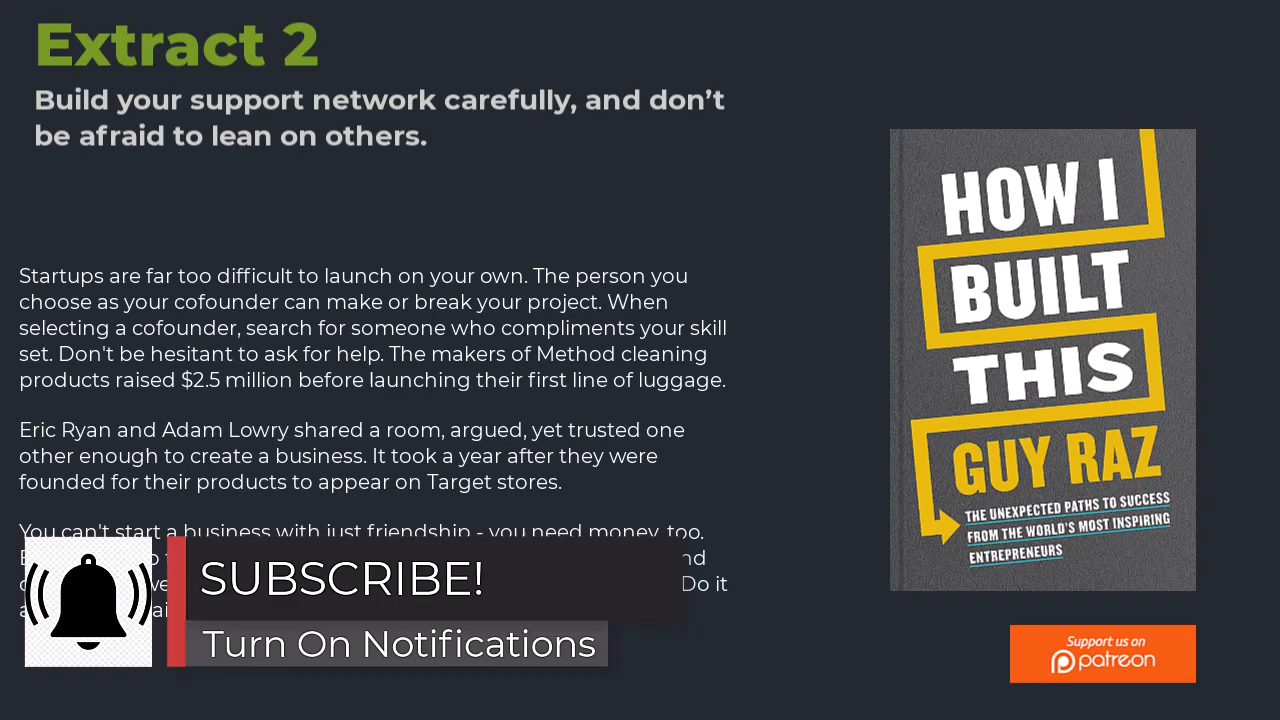 Extract 2
Build your support network carefully, and don’t
be afraid to lean on others.
Startups are far too difficult to launch on your own. The person you
choose as your cofounder can make or break your project. When
selecting a cofounder, search for someone who compliments your skill
set. Don't be hesitant to ask for help. The makers of Method cleaning
products raised $2.5 million before launching their first line of luggage.
Eric Ryan and Adam Lowry shared a room, argued, yet trusted one
other enough to create a business. It took a year after they were
founded for their products to appear on Target stores.
You can't start a business with just friendship - you need money, too.
Do it
SUBSCRIBE!
Turn On Notifications
HOW I
BUILT
THIS
GUY RAZ
THE UNEXPECTED PATHS TO SUCCESS
FROM THE WORLD'S MOST INSPIRING
ENTREPRENEURS
Support us on
patreon